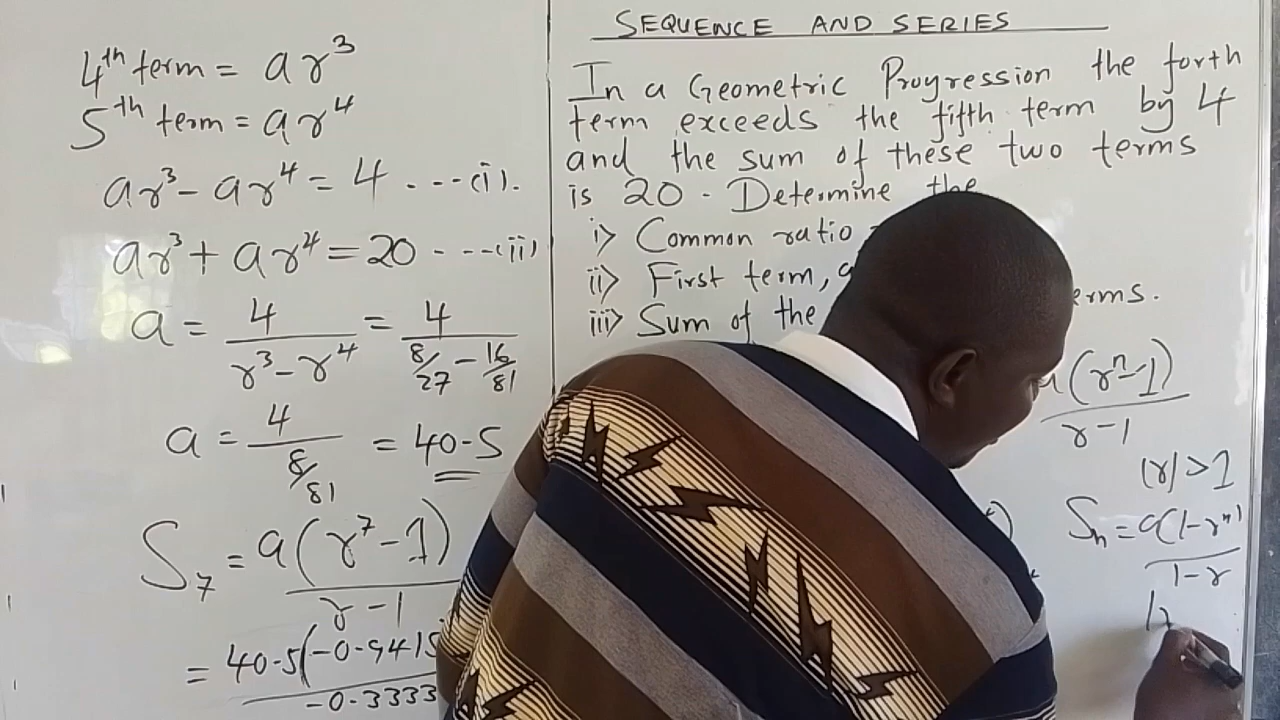 4th term = ar³
5th term = ar⁴
ar³ - ar⁴ = 4 ----(i).
ar³ + ar⁴ = 20 ----(ii)
a = 4/(r³ - r⁴) = 4/(8/27 - 16/81)
a = 4/(8/81) = 40.5
S₇ = a(r⁷ - 1)/(r - 1)
= 40.5(-0.9415/-0.3333
SEQUENCE AND SERIES
In a Geometric Progression the forth
term exceeds the fifth term by 4
and the sum of these two terms
is 20. Determine the
i) Common ratio
ii) First term,
iii) Sum of the
(rⁿ-1)/(r-1)
|r|>1
Sₙ = a(1-rⁿ)/(1-r)